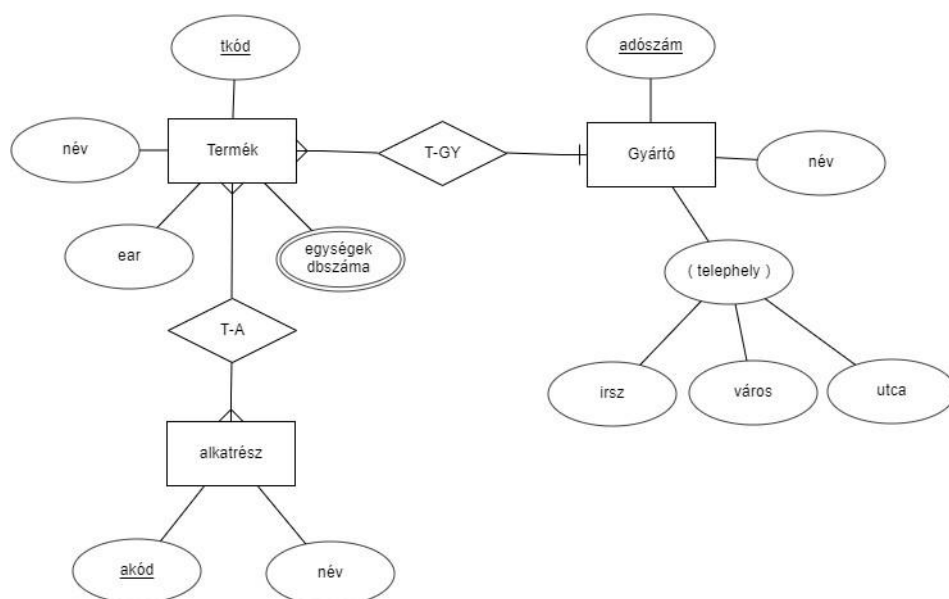 tkód
adószám
név
Termék
T-GY
Gyártó
név
ear
egységek
dbszáma
( telephely )
T-A
irsz
város
utca
alkatrész
akód
név